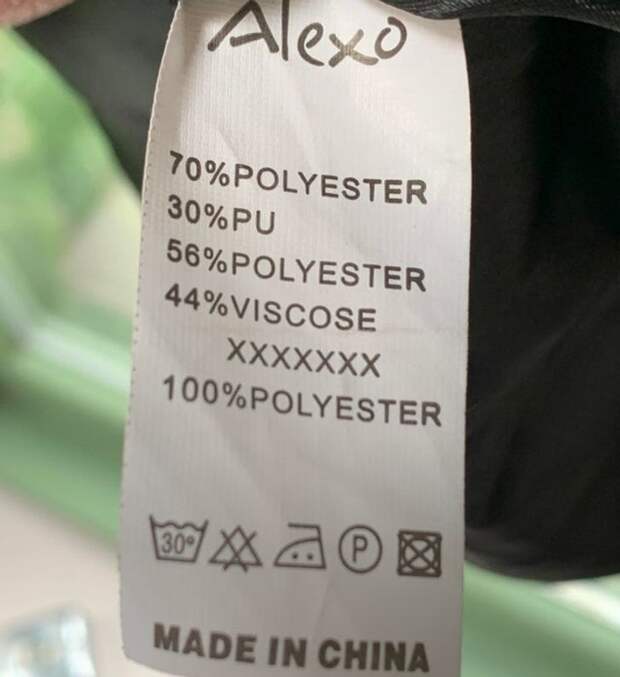 Alexo
70%POLYESTER
30%PU
56%POLYESTER
44%VISCOSE
XXXXXXX
100%POLYESTER
30° P
MADE IN CHINA